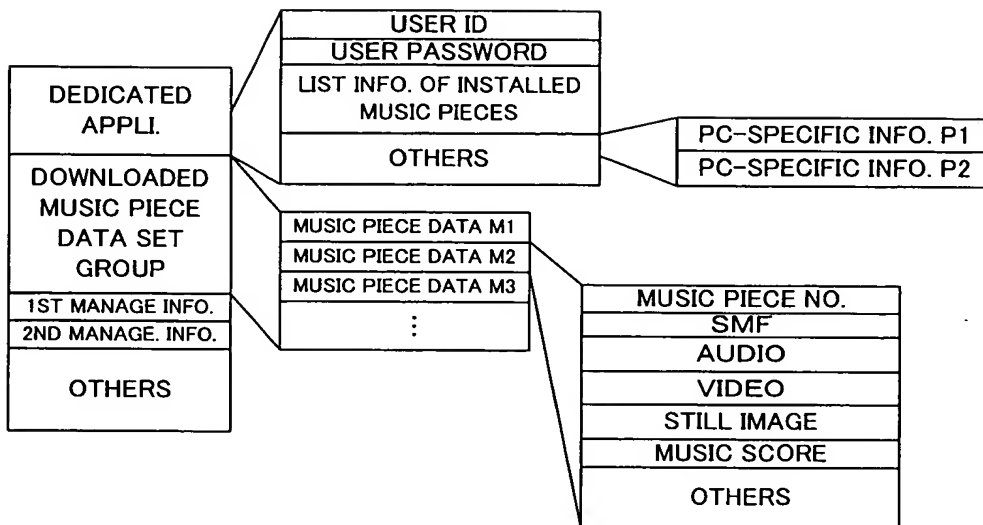 DEDICATED
APPLI.
DOWNLOADED
MUSIC PIECE
DATA SET
GROUP
1ST MANAGE INFO.
2ND MANAGE. INFO.
OTHERS
USER ID
USER PASSWORD
LIST INFO. OF INSTALLED
MUSIC PIECES
OTHERS
PC-SPECIFIC INFO. P1
PC-SPECIFIC INFO. P2
MUSIC PIECE DATA M1
MUSIC PIECE DATA M2
MUSIC PIECE DATA M3
⋮
MUSIC PIECE NO.
SMF
AUDIO
VIDEO
STILL IMAGE
MUSIC SCORE
OTHERS